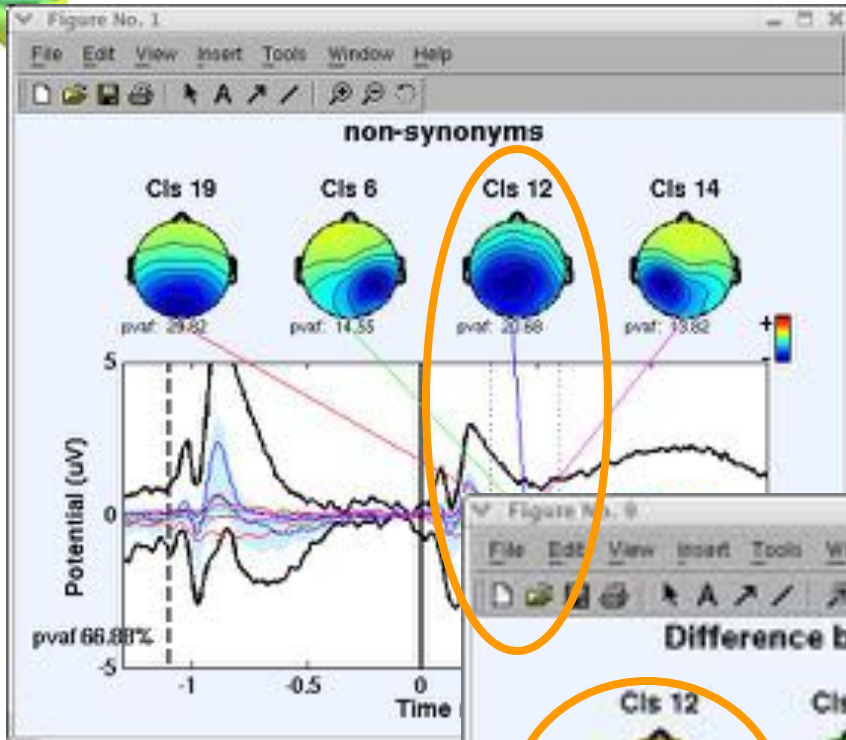 Figure No. 1
File Edit View Insert Tools Window Help
A
non-synonyms
Cls 19 Cls 6 Cls 12 Cls 14
pvaf: 29.82 pvaf: 14.55 pvaf: 20.68 pvaf: 13.82
+
-
5
0
-5
Potential (uV)
pvaf 66.88%
-1 -0.5 0
Time
Figure No. 9
File Edit View Insert Tools
A
Difference b
Cls 12 Cls